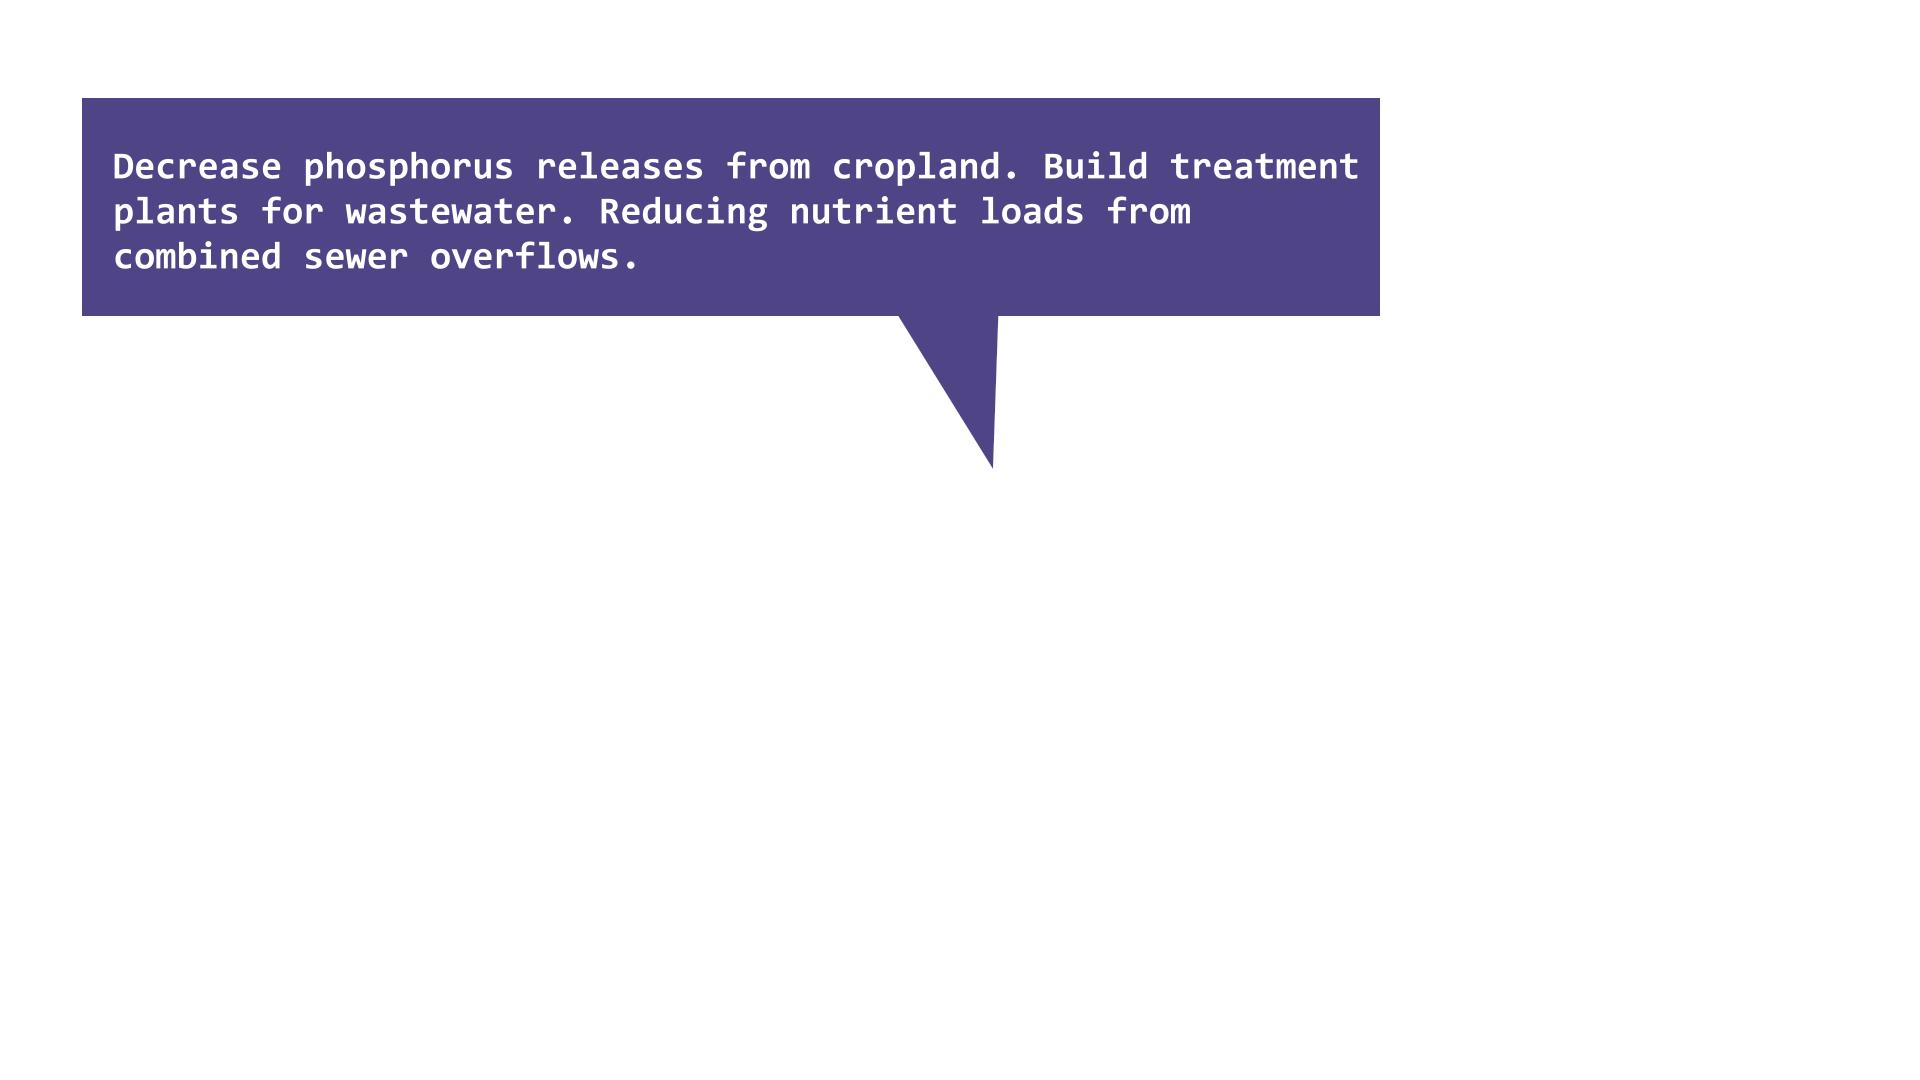 Decrease phosphorus releases from cropland. Build treatment
plants for wastewater. Reducing nutrient loads from
combined sewer overflows.